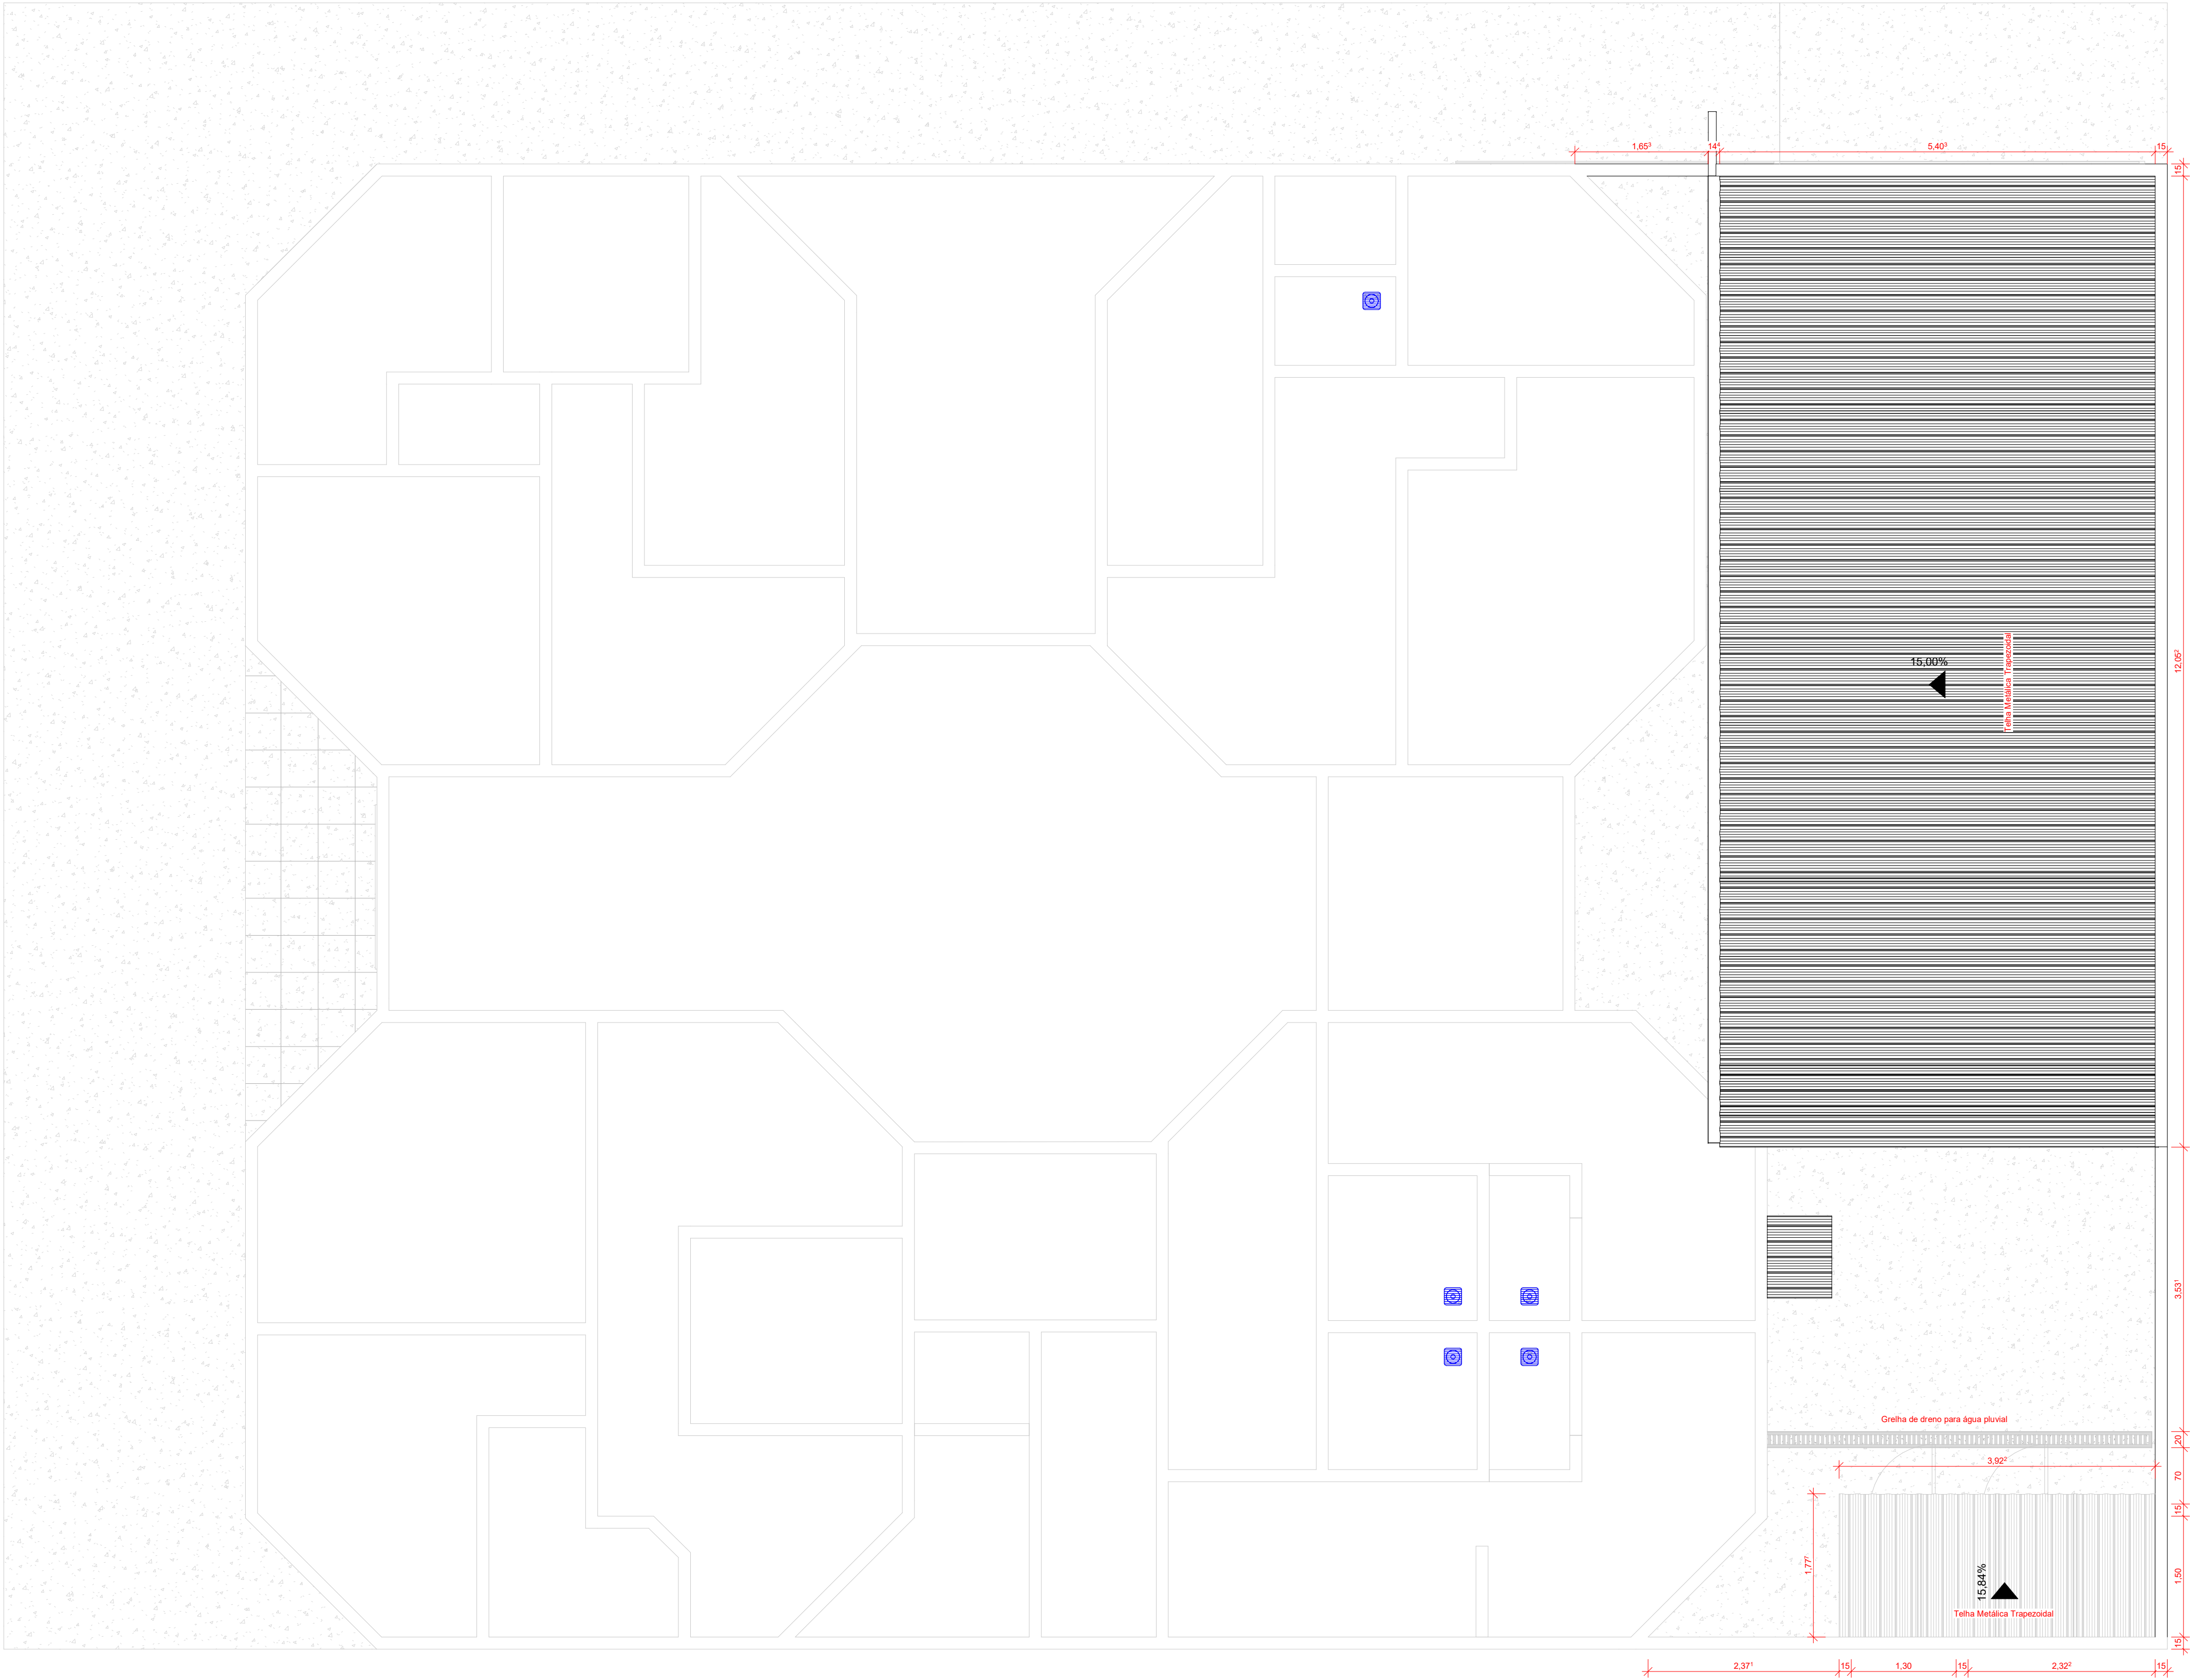 1,65³ 14⁴ 5,40³ 15
15
12,05²
15,00%
Telha Metálica Trapezoidal
3,53¹
Grelha de dreno para água pluvial
20
3,92²
70
15
1,77⁷
1,50
15,84%
Telha Metálica Trapezoidal
15
2,37¹ 15 1,30 15 2,32² 15